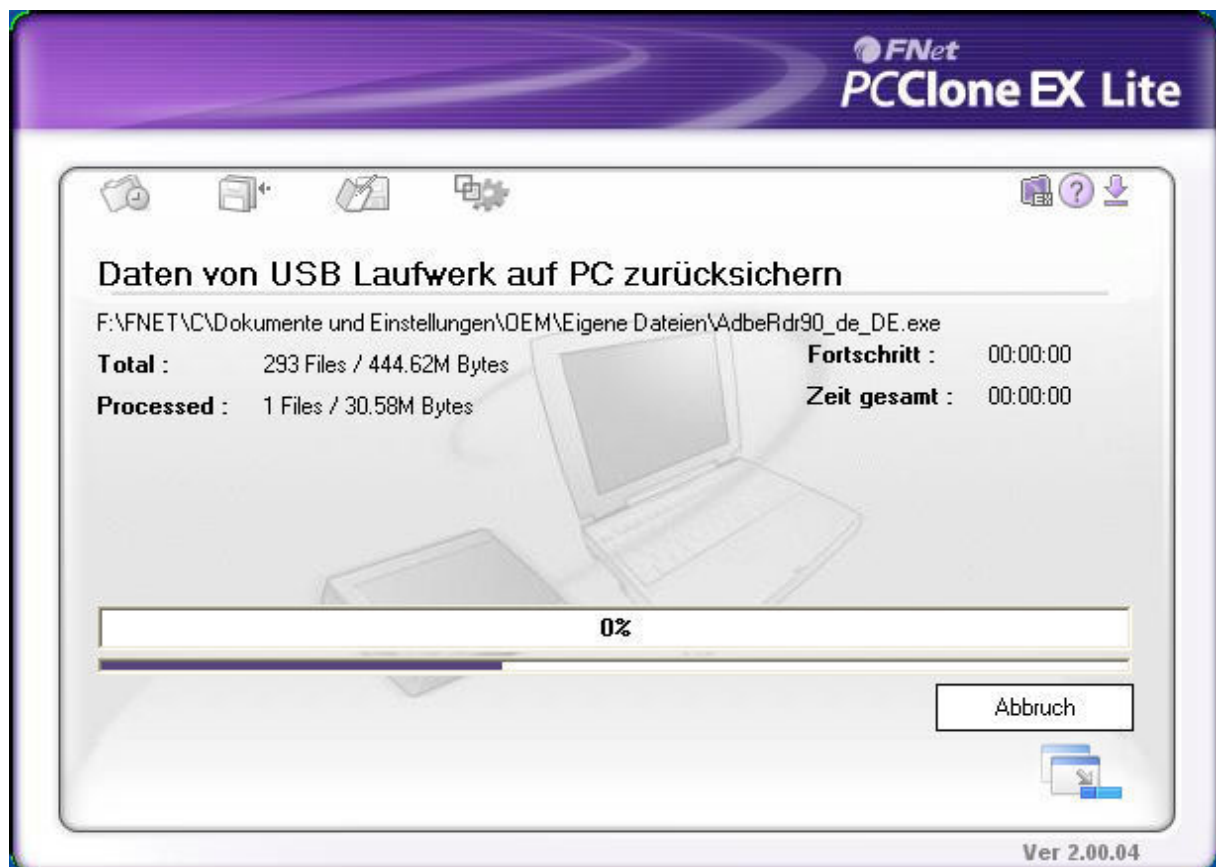 FNet
PCClone EX Lite
EX
?
Daten von USB Laufwerk auf PC zurücksichern
F:\FNET\C\Dokumente und Einstellungen\OEM\Eigene Dateien\AdbeRdr90_de_DE.exe
Total : 293 Files / 444.62M Bytes Fortschritt : 00:00:00
Processed : 1 Files / 30.58M Bytes Zeit gesamt : 00:00:00
0%
Abbruch
Ver 2.00.04